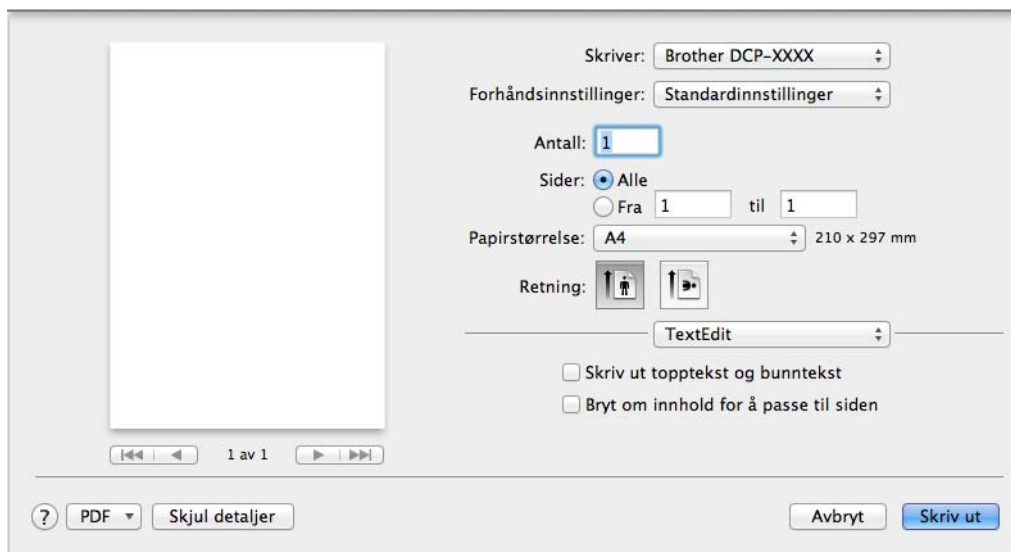 Skriver: Brother DCP-XXXX
Forhåndsinnstillinger: Standardinnstillinger
Antall: 1
Sider: Alle
Fra 1 til 1
Papirstørrelse: A4 210 x 297 mm
Retning:
TextEdit
Skriv ut topptekst og bunntekst
Bryt om innhold for å passe til siden
1 av 1
? PDF Skjul detaljer Avbryt Skriv ut